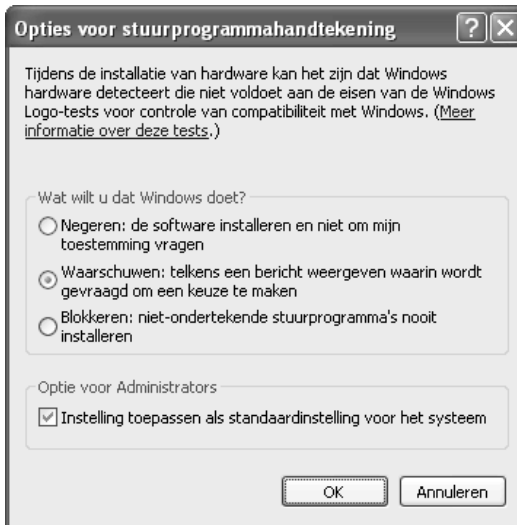 Opties voor stuurprogrammahandtekening
Tijdens de installatie van hardware kan het zijn dat Windows
hardware detecteert die niet voldoet aan de eisen van de Windows
Logo-tests voor controle van compatibiliteit met Windows. (Meer
informatie over deze tests.)
Wat wilt u dat Windows doet?
Negeren: de software installeren en niet om mijn
toestemming vragen
Waarschuwen: telkens een bericht weergeven waarin wordt
gevraagd om een keuze te maken
Blokkeren: niet-ondertekende stuurprogramma's nooit
installeren
Optie voor Administrators
Instelling toepassen als standaardinstelling voor het systeem
OK
Annuleren